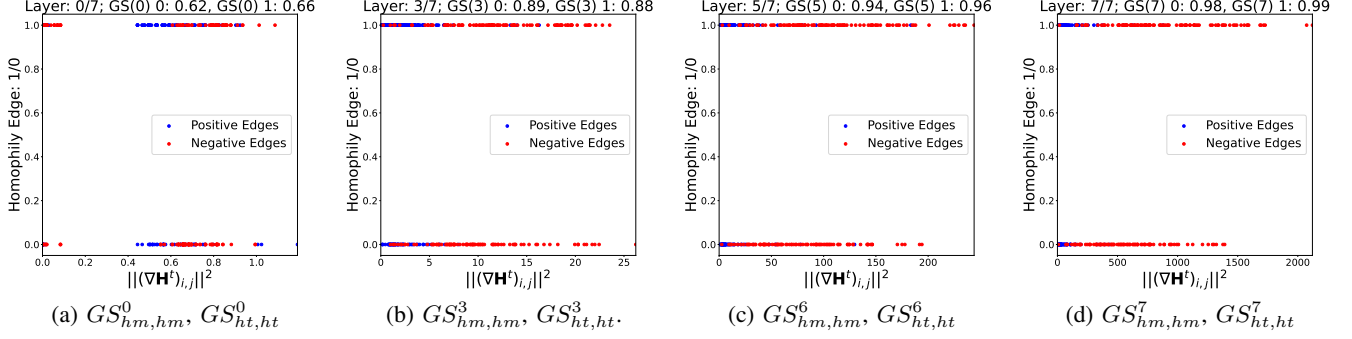 Layer: 0/7; GS(0) 0: 0.62, GS(0) 1: 0.66
Homophily Edge: 1/0
1.0
0.8
0.6
0.4
0.2
0.0
Positive Edges
Negative Edges
0.0 0.2 0.4 0.6 0.8 1.0
||(∇H^t)_{i,j}||^2
(a) GS^0_{hm,hm}, GS^0_{ht,ht}
Layer: 3/7; GS(3) 0: 0.89, GS(3) 1: 0.88
Homophily Edge: 1/0
1.0
0.8
0.6
0.4
0.2
0.0
Positive Edges
Negative Edges
0 5 10 15 20 25
||(∇H^t)_{i,j}||^2
(b) GS^3_{hm,hm}, GS^3_{ht,ht}.
Layer: 5/7; GS(5) 0: 0.94, GS(5) 1: 0.96
Homophily Edge: 1/0
1.0
0.8
0.6
0.4
0.2
0.0
Positive Edges
Negative Edges
0 50 100 150 200
||(∇H^t)_{i,j}||^2
(c) GS^6_{hm,hm}, GS^6_{ht,ht}
Layer: 7/7; GS(7) 0: 0.98, GS(7) 1: 0.99
Homophily Edge: 1/0
1.0
0.8
0.6
0.4
0.2
0.0
Positive Edges
Negative Edges
0 500 1000 1500 2000
||(∇H^t)_{i,j}||^2
(d) GS^7_{hm,hm}, GS^7_{ht,ht}